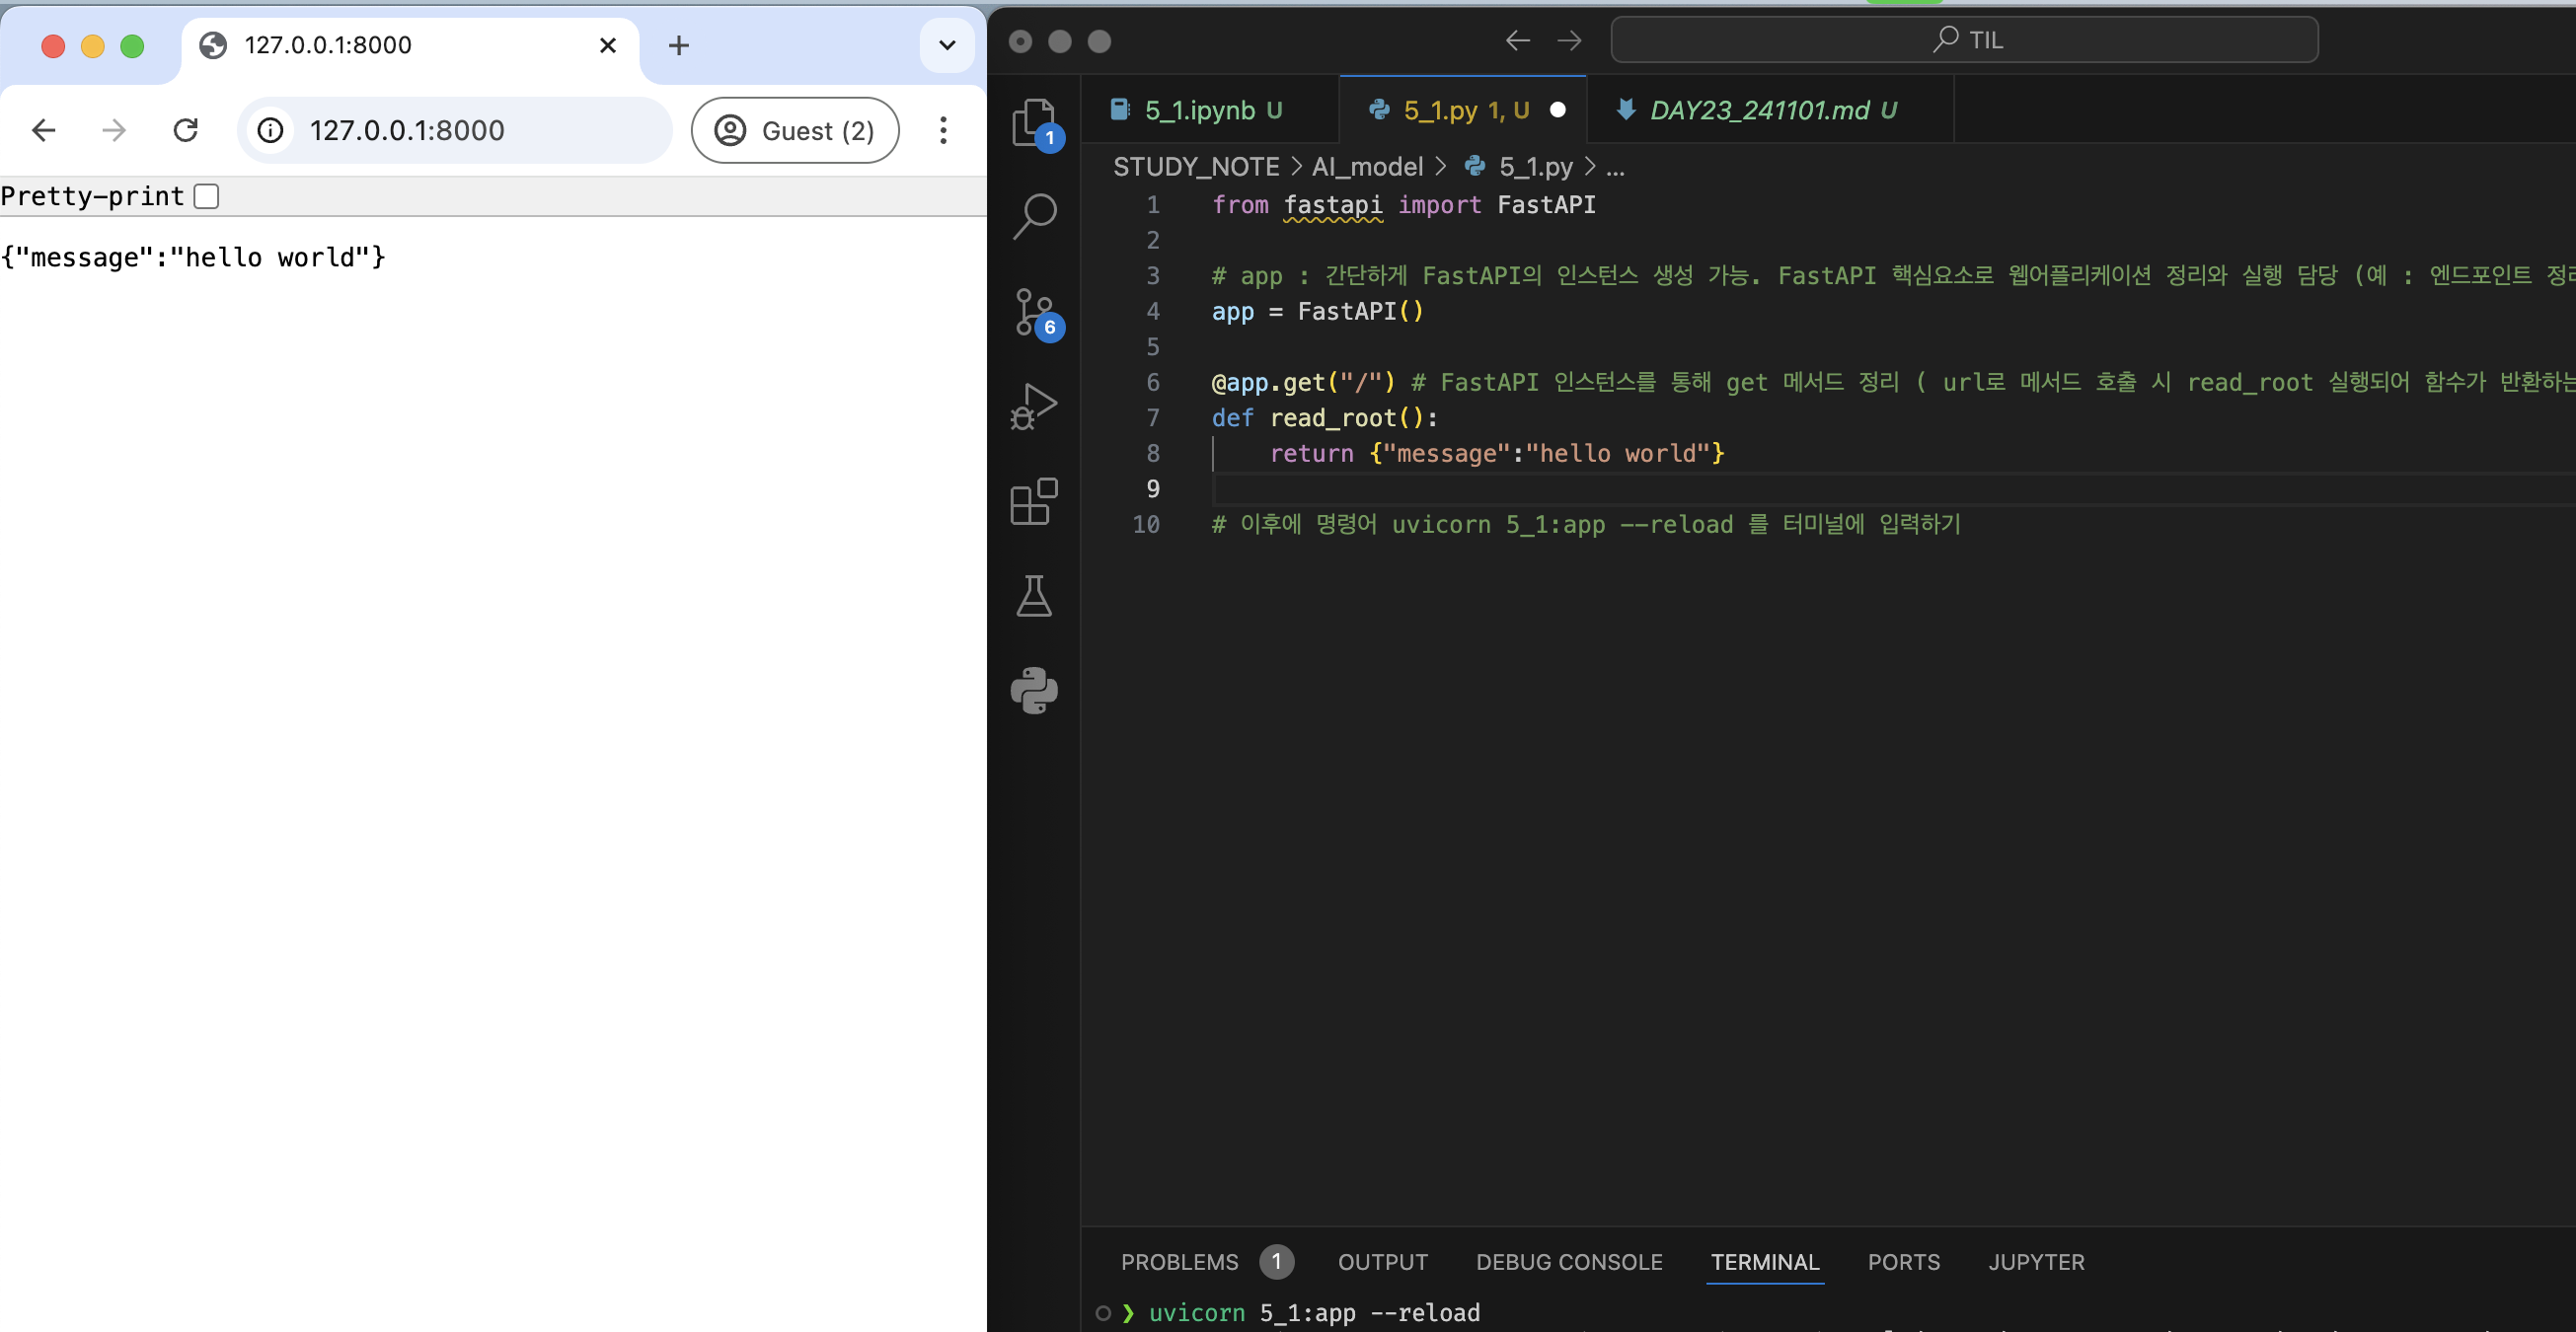 127.0.0.1:8000
127.0.0.1:8000
Guest (2)
Pretty-print
{"message":"hello world"}
TIL
5_1.ipynb U
5_1.py 1, U
DAY23_241101.md U
STUDY_NOTE > AI_model > 5_1.py > ...
1 from fastapi import FastAPI
2
3 # app : 간단하게 FastAPI의 인스턴스 생성 가능. FastAPI 핵심요소로 웹어플리케이션 정리와 실행 담당 (예 : 엔드포인트 정리
4 app = FastAPI()
5
6 @app.get("/") # FastAPI 인스턴스를 통해 get 메서드 정리 ( url로 메서드 호출 시 read_root 실행되어 함수가 반환하는
7 def read_root():
8 return {"message":"hello world"}
9
10 # 이후에 명령어 uvicorn 5_1:app --reload 를 터미널에 입력하기
1
6
PROBLEMS 1 OUTPUT DEBUG CONSOLE TERMINAL PORTS JUPYTER
❯ uvicorn 5_1:app --reload